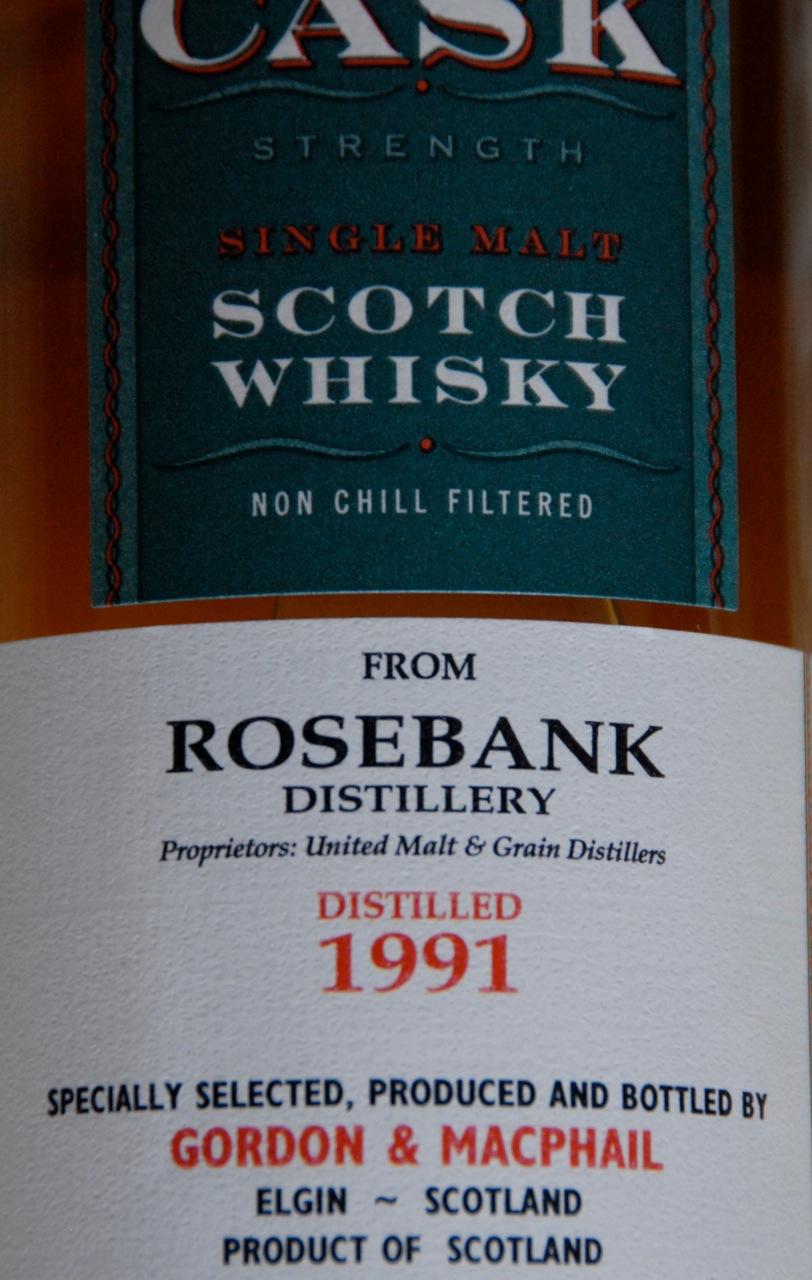 CASK
STRENGTH
SINGLE MALT
SCOTCH
WHISKY
NON CHILL FILTERED
FROM
ROSEBANK
DISTILLERY
Proprietors: United Malt & Grain Distillers
DISTILLED
1991
SPECIALLY SELECTED, PRODUCED AND BOTTLED BY
GORDON & MACPHAIL
ELGIN ~ SCOTLAND
PRODUCT OF SCOTLAND